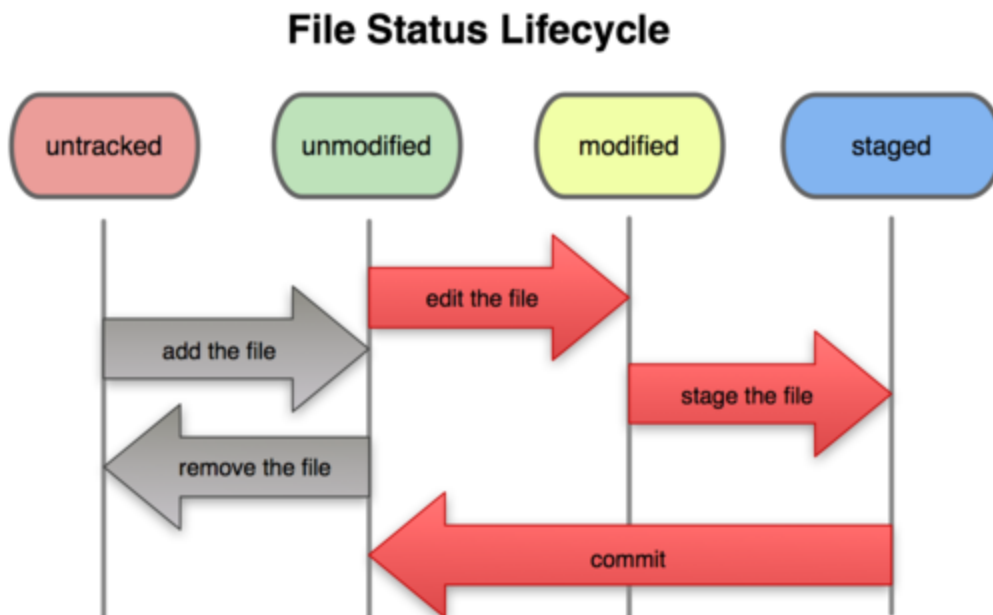 File Status Lifecycle
untracked
unmodified
modified
staged
edit the file
add the file
stage the file
remove the file
commit